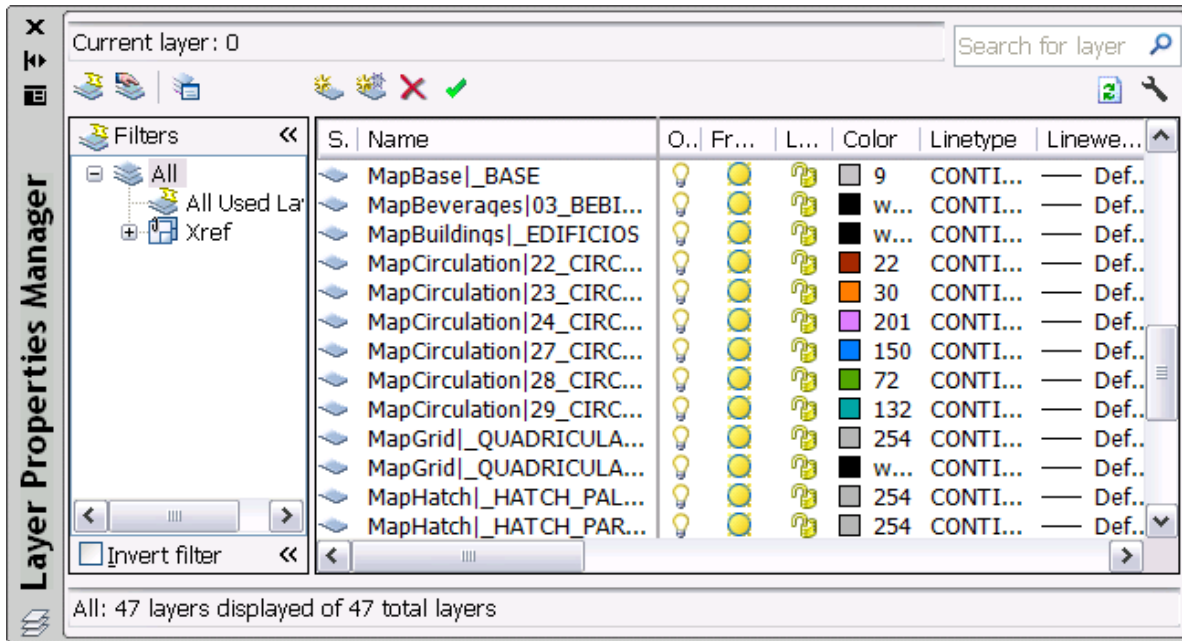 Current layer: 0
Search for layer
Layer Properties Manager
Filters
All
All Used La
Xref
Invert filter
S. Name O.. Fr... L... Color Linetype Linewe...
MapBase|_BASE 9 CONTI... Def..
MapBeverages|03_BEBI... w... CONTI... Def..
MapBuildings|_EDIFICIOS w... CONTI... Def..
MapCirculation|22_CIRC... 22 CONTI... Def..
MapCirculation|23_CIRC... 30 CONTI... Def..
MapCirculation|24_CIRC... 201 CONTI... Def..
MapCirculation|27_CIRC... 150 CONTI... Def..
MapCirculation|28_CIRC... 72 CONTI... Def..
MapCirculation|29_CIRC... 132 CONTI... Def..
MapGrid|_QUADRICULA... 254 CONTI... Def..
MapGrid|_QUADRICULA... w... CONTI... Def..
MapHatch|_HATCH_PAL... 254 CONTI... Def..
MapHatch|_HATCH_PAR... 254 CONTI... Def..
All: 47 layers displayed of 47 total layers